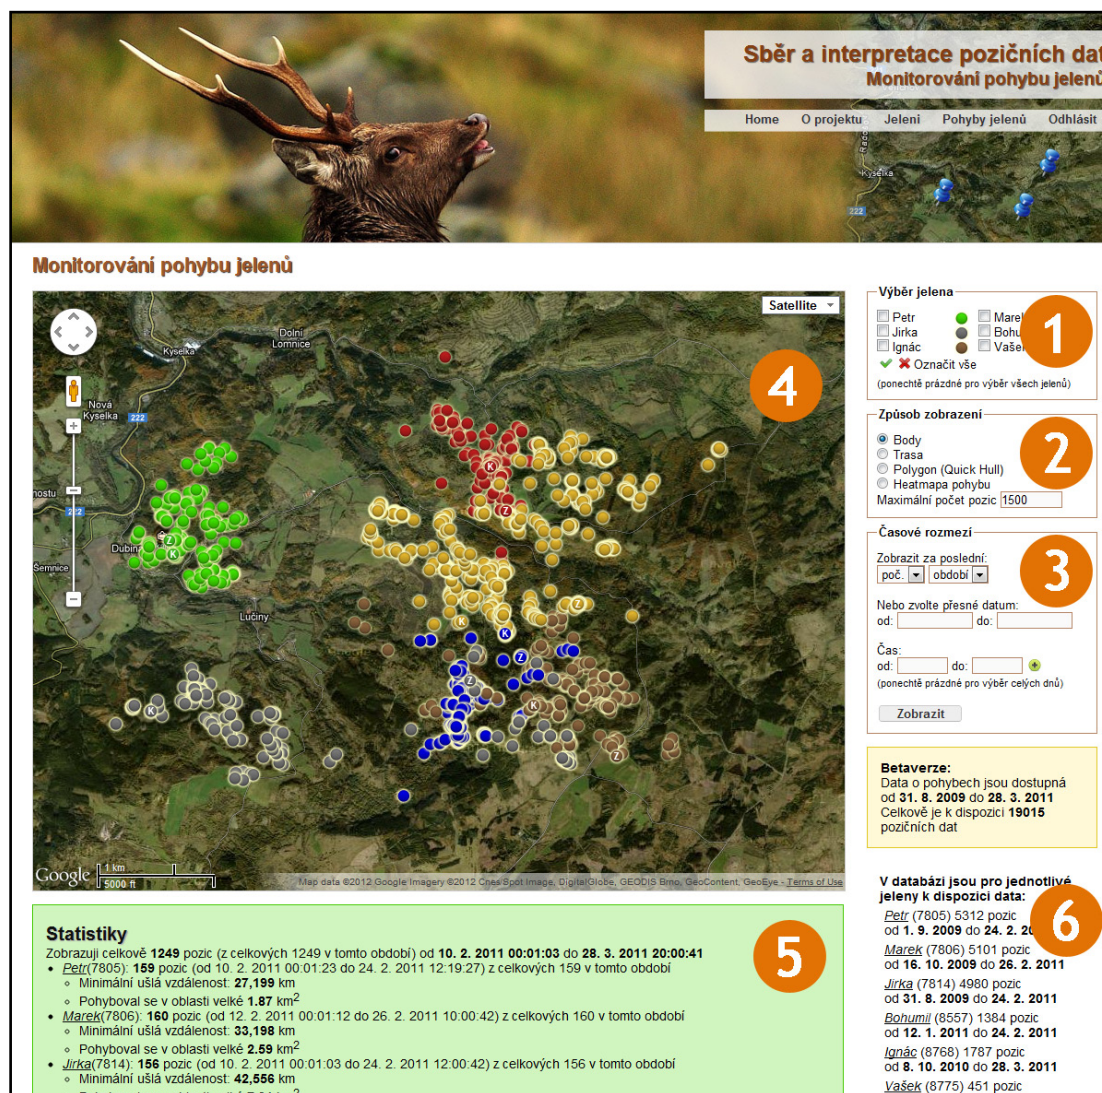 Sběr a interpretace pozičních dat
Monitorování pohybu jelenů
Home O projektu Jeleni Pohyby jelenů Odhlásit
Kyselka
222
Monitorování pohybu jelenů
Satellite
Dolní
Lomnice
Kyselka
Nová
Kyselka
222
222
Šemnice
Lučiny
K
Z
Z
K
Z
K
K
Z
Z
K
K
Z
4
Google
1 km
5000 ft
Map data ©2012 Google Imagery ©2012 Cnes Spot Image, DigitalGlobe, GEODIS Brno, GeoContent, GeoEye - Terms of Use
Výběr jelena
Petr
Jirka
Ignác
Vašek
1
Označit vše
(ponechtě prázdné pro výběr všech jelenů)
Způsob zobrazení
Body
Trasa
Polygon (Quick Hull)
Heatmapa pohybu
Maximální počet pozic 1500
2
Časové rozmezí
Zobrazit za poslední:
poč. období
3
Nebo zvolte přesné datum:
od: do:
Čas:
od: do:
(ponechtě prázdné pro výběr celých dnů)
Zobrazit
Betaverze:
Data o pohybech jsou dostupná
od 31. 8. 2009 do 28. 3. 2011
Celkově je k dispozici 19015
pozičních dat
V databázi jsou pro jednotlivé
jeleny k dispozici data:
Petr (7805) 5312 pozic
od 1. 9. 2009 do 24. 2.
6
Marek (7806) 5101 pozic
od 16. 10. 2009 do 26. 2. 2011
Jirka (7814) 4980 pozic
od 31. 8. 2009 do 24. 2. 2011
Bohumil (8557) 1384 pozic
od 12. 1. 2011 do 24. 2. 2011
Ignác (8768) 1787 pozic
od 8. 10. 2010 do 28. 3. 2011
Vašek (8775) 451 pozic
Statistiky
5
Zobrazuji celkově 1249 pozic (z celkových 1249 v tomto období) od 10. 2. 2011 00:01:03 do 28. 3. 2011 20:00:41
Petr(7805): 159 pozic (od 10. 2. 2011 00:01:23 do 24. 2. 2011 12:19:27) z celkových 159 v tomto období
Minimální ušlá vzdálenost: 27,199 km
Pohyboval se v oblasti velké 1.87 km2
Marek(7806): 160 pozic (od 12. 2. 2011 00:01:12 do 26. 2. 2011 10:00:42) z celkových 160 v tomto období
Minimální ušlá vzdálenost: 33,198 km
Pohyboval se v oblasti velké 2.59 km2
Jirka(7814): 156 pozic (od 10. 2. 2011 00:01:03 do 24. 2. 2011 12:00:42) z celkových 156 v tomto období
Minimální ušlá vzdálenost: 42,556 km